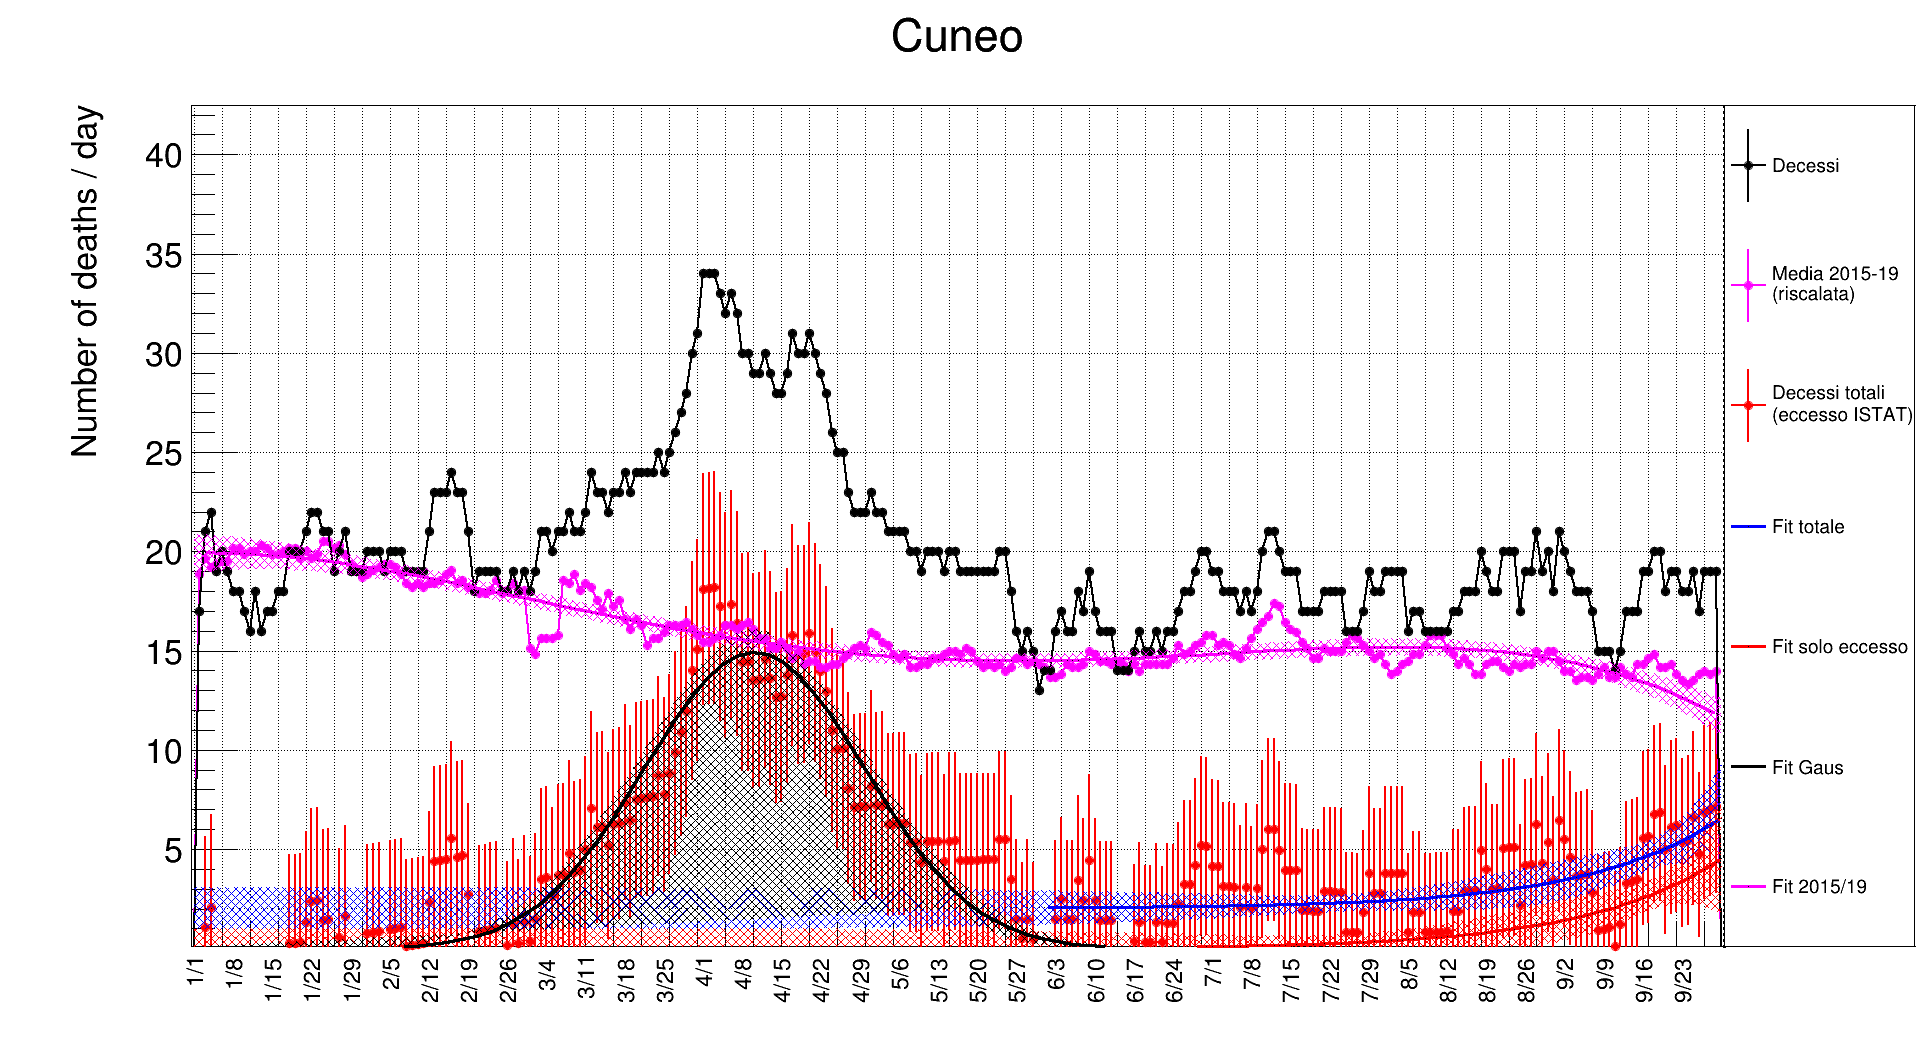 Cuneo
Number of deaths / day
40
35
30
25
20
15
10
5
1/1 1/8 1/15 1/22 1/29 2/5 2/12 2/19 2/26 3/4 3/11 3/18 3/25 4/1 4/8 4/15 4/22 4/29 5/6 5/13 5/20 5/27 6/3 6/10 6/17 6/24 7/1 7/8 7/15 7/22 7/29 8/5 8/12 8/19 8/26 9/2 9/9 9/16 9/23
Decessi
Media 2015-19
(riscalata)
Decessi totali
(eccesso ISTAT)
Fit totale
Fit solo eccesso
Fit Gaus
Fit 2015/19